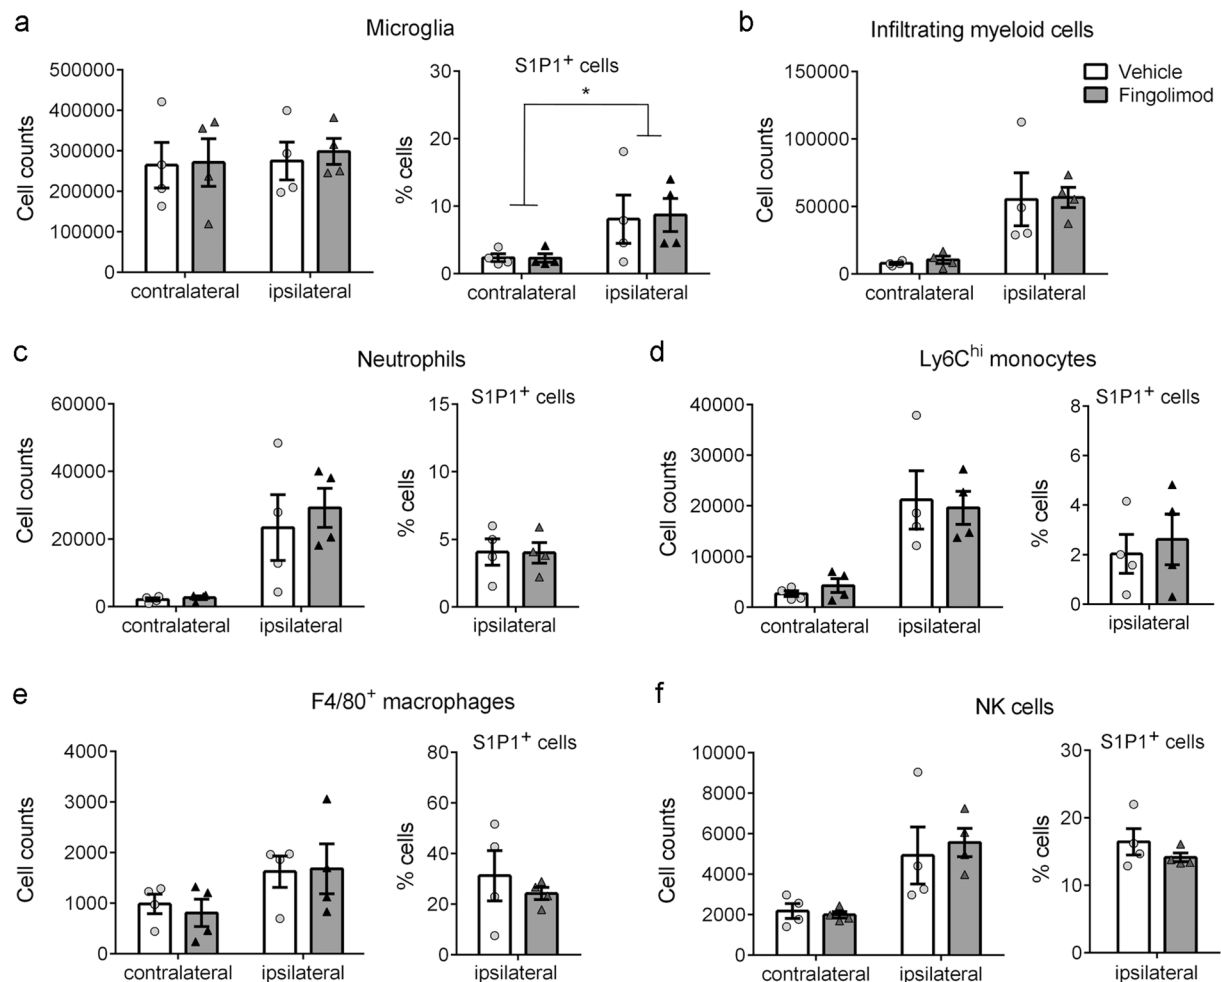 a
Microglia
500000
400000
300000
200000
100000
0
Cell counts
contralateral
ipsilateral
S1P1+ cells
*
30
20
10
0
% cells
contralateral
ipsilateral
b
Infiltrating myeloid cells
Vehicle
Fingolimod
150000
100000
50000
0
Cell counts
contralateral
ipsilateral
c
Neutrophils
60000
40000
20000
0
Cell counts
contralateral
ipsilateral
S1P1+ cells
15
10
5
0
% cells
ipsilateral
d
Ly6Chi monocytes
40000
30000
20000
10000
0
Cell counts
contralateral
ipsilateral
S1P1+ cells
8
6
4
2
0
% cells
ipsilateral
e
F4/80+ macrophages
4000
3000
2000
1000
0
Cell counts
contralateral
ipsilateral
S1P1+ cells
80
60
40
20
0
% cells
ipsilateral
f
NK cells
10000
8000
6000
4000
2000
0
Cell counts
contralateral
ipsilateral
S1P1+ cells
30
20
10
0
% cells
ipsilateral